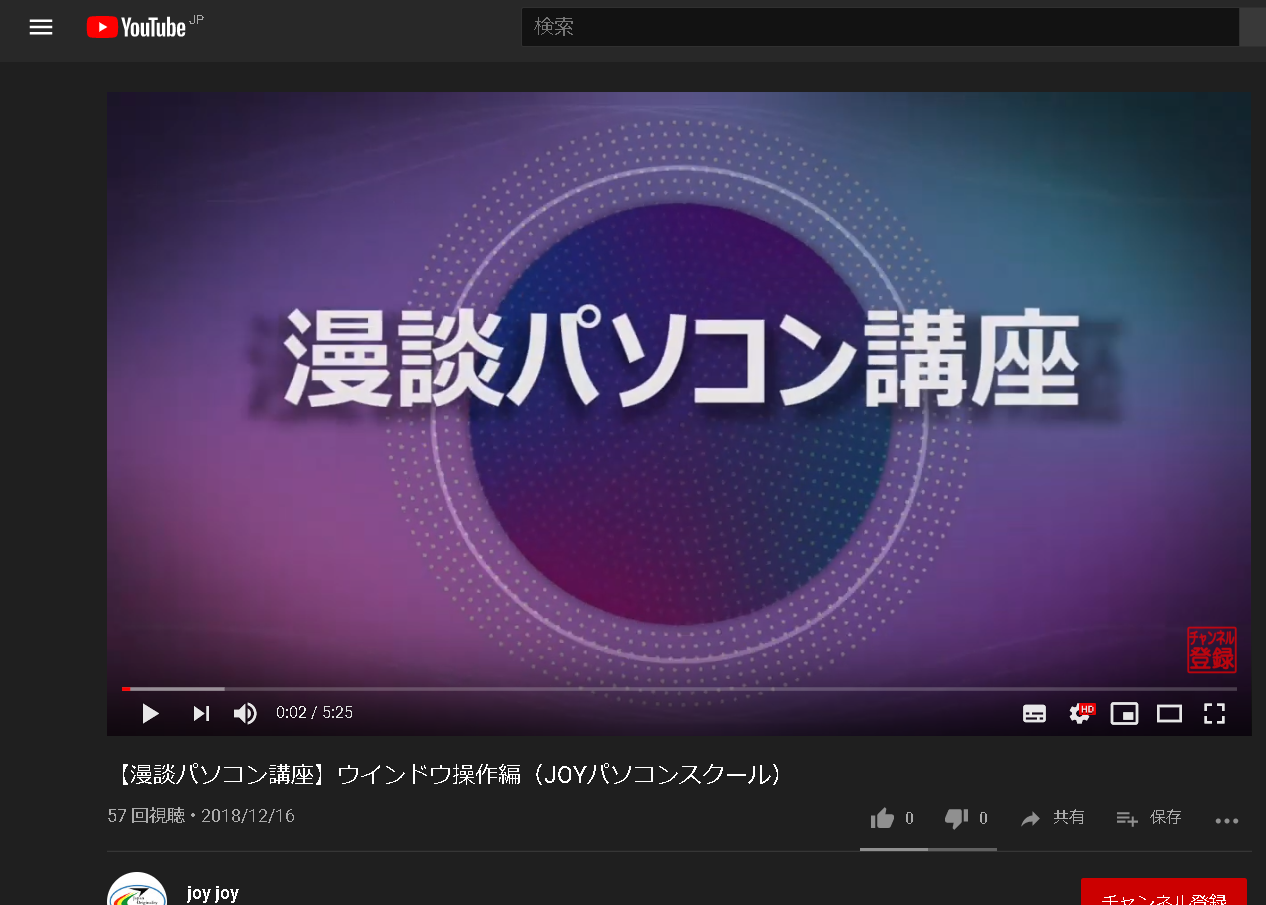 YouTube JP
検索
漫談パソコン講座
チャンネル
登録
0:02 / 5:25
HD
【漫談パソコン講座】ウインドウ操作編（JOYパソコンスクール）
57 回視聴・2018/12/16
0 0 共有 保存
joy joy
チャンネル登録